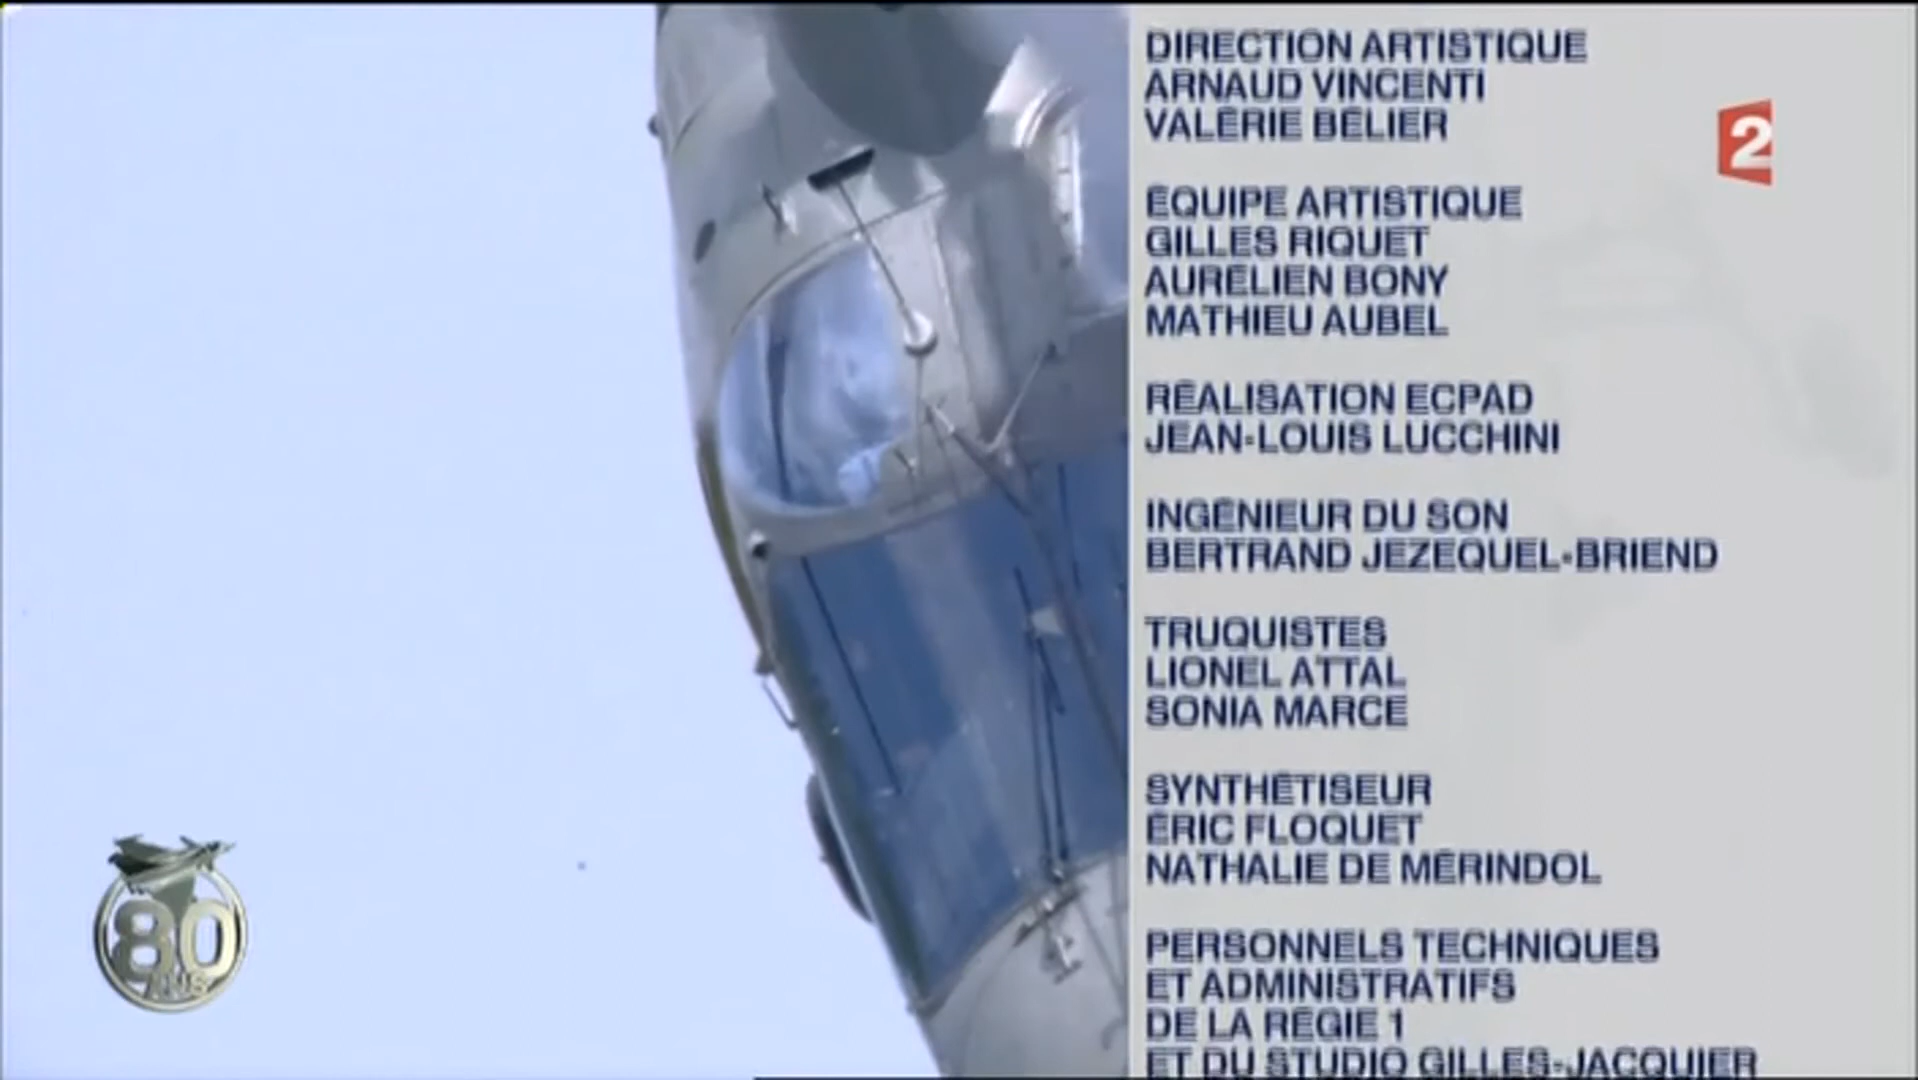 DIRECTION ARTISTIQUE
ARNAUD VINCENTI
VALÉRIE BÉLIER
2
ÉQUIPE ARTISTIQUE
GILLES RIQUET
AURÉLIEN BONY
MATHIEU AUBEL
RÉALISATION ECPAD
JEAN-LOUIS LUCCHINI
INGÉNIEUR DU SON
BERTRAND JEZEQUEL-BRIEND
TRUQUISTES
LIONEL ATTAL
SONIA MARCE
SYNTHÉTISEUR
ÉRIC FLOQUET
NATHALIE DE MÉRINDOL
PERSONNELS TECHNIQUES
ET ADMINISTRATIFS
DE LA RÉGIE 1
ET DU STUDIO GILLES-JACQUIER
80
ANS